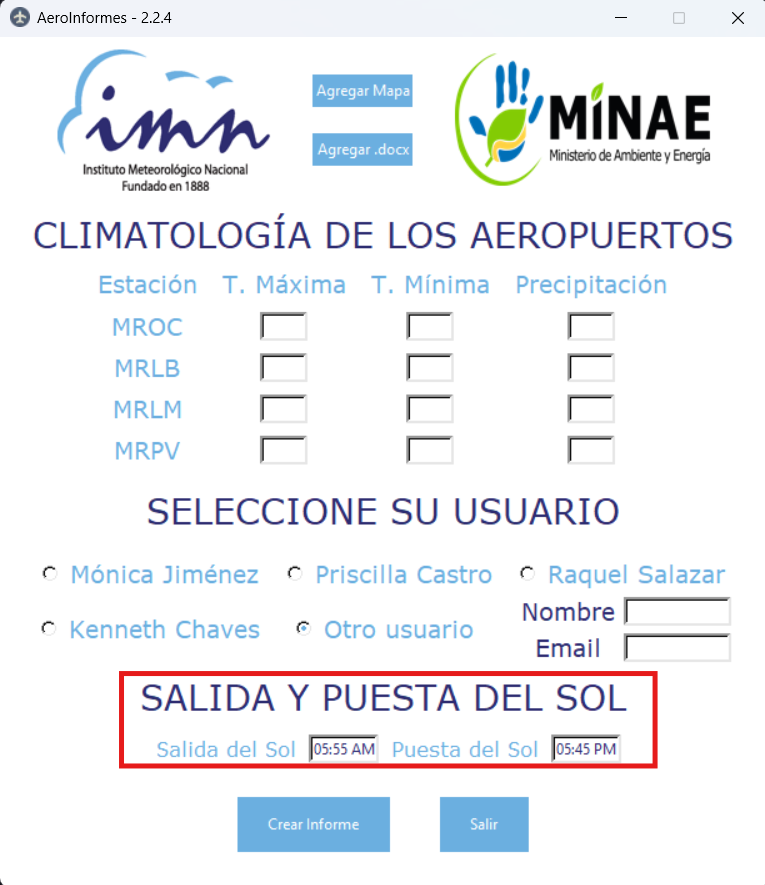 AeroInformes - 2.2.4
imn
Instituto Meteorológico Nacional
Fundado en 1888
Agregar Mapa
Agregar .docx
MINAE
Ministerio de Ambiente y Energía
CLIMATOLOGÍA DE LOS AEROPUERTOS
Estación T. Máxima T. Mínima Precipitación
MROC
MRLB
MRLM
MRPV
SELECCIONE SU USUARIO
Mónica Jiménez Priscilla Castro Raquel Salazar
Kenneth Chaves Otro usuario
Nombre
Email
SALIDA Y PUESTA DEL SOL
Salida del Sol 05:55 AM Puesta del Sol 05:45 PM
Crear Informe Salir